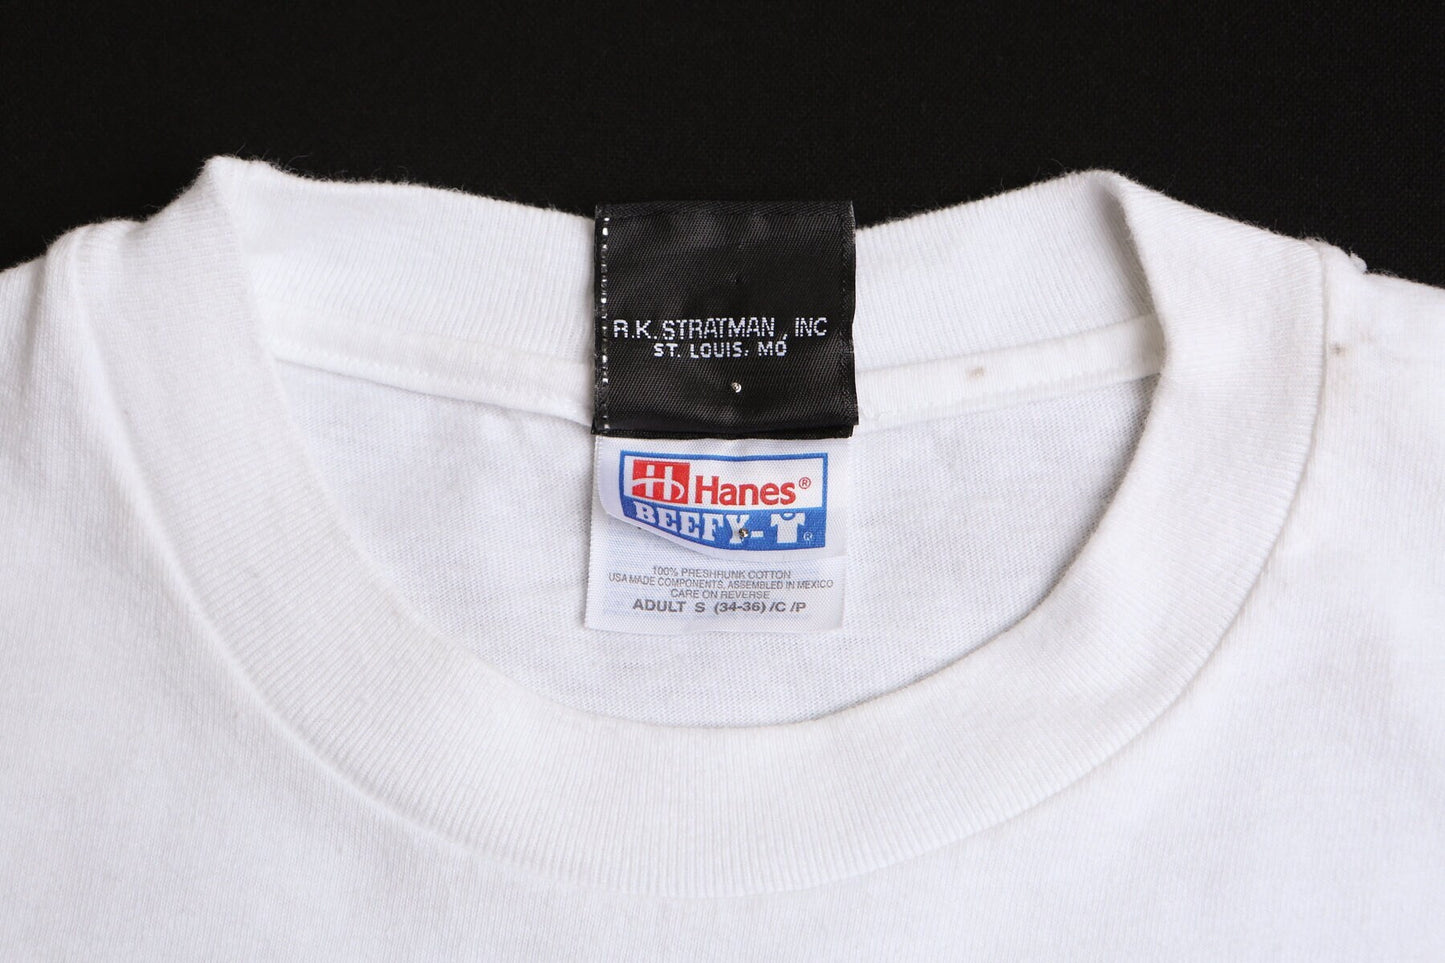 R.K. STRATMAN, INC
ST. LOUIS, MO
Hanes®
BEEFY-T®
100% PRESHRUNK COTTON
USA MADE COMPONENTS, ASSEMBLED IN MEXICO
CARE ON REVERSE
ADULT S (34-36) /C /P